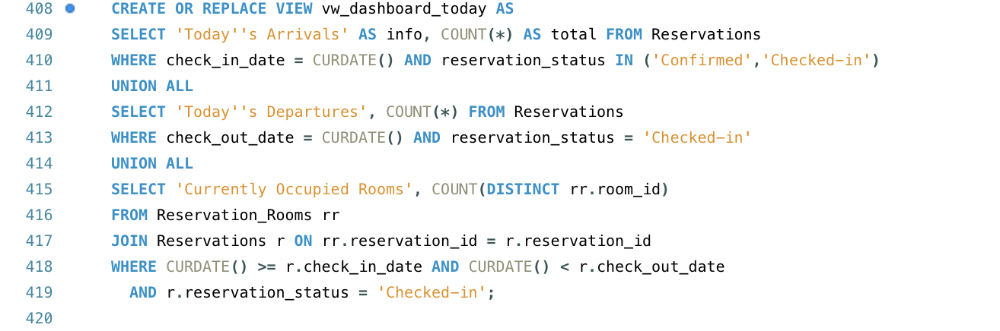 408 CREATE OR REPLACE VIEW vw_dashboard_today AS
409 SELECT 'Today''s Arrivals' AS info, COUNT(*) AS total FROM Reservations
410 WHERE check_in_date = CURDATE() AND reservation_status IN ('Confirmed','Checked-in')
411 UNION ALL
412 SELECT 'Today''s Departures', COUNT(*) FROM Reservations
413 WHERE check_out_date = CURDATE() AND reservation_status = 'Checked-in'
414 UNION ALL
415 SELECT 'Currently Occupied Rooms', COUNT(DISTINCT rr.room_id)
416 FROM Reservation_Rooms rr
417 JOIN Reservations r ON rr.reservation_id = r.reservation_id
418 WHERE CURDATE() >= r.check_in_date AND CURDATE() < r.check_out_date
419 AND r.reservation_status = 'Checked-in';
420